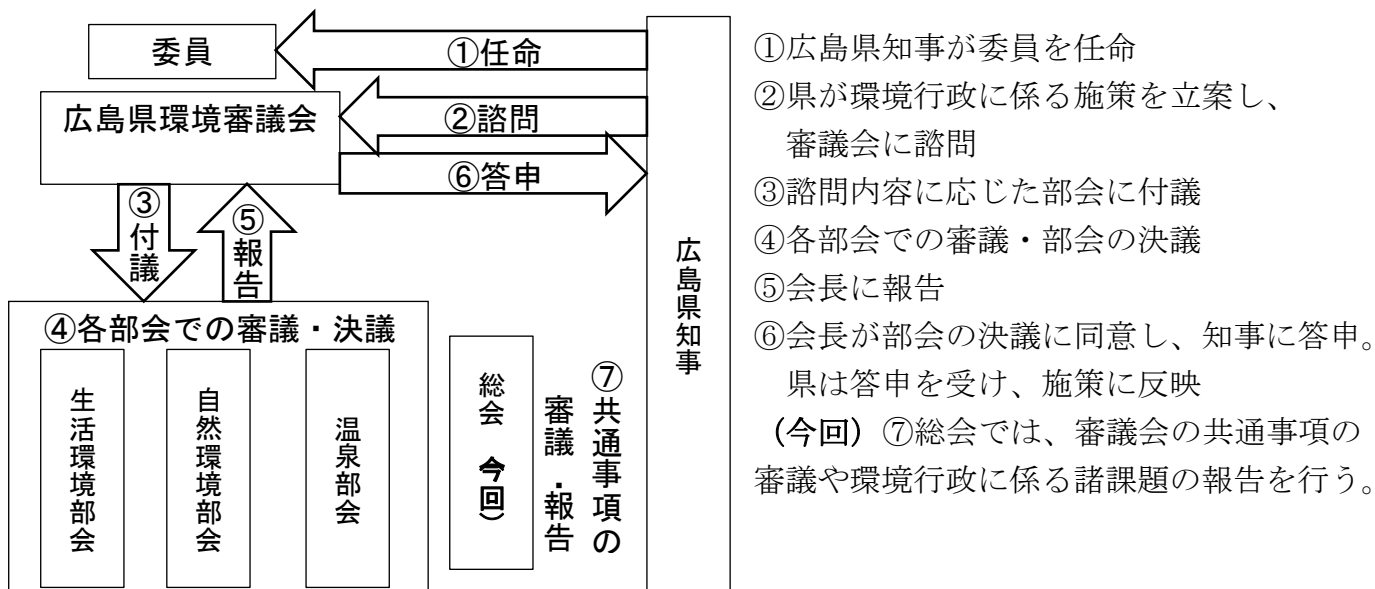 委員
①任命
広島県環境審議会
②諮問
⑥答申
③付議
⑤報告
④各部会での審議・決議
生活環境部会
自然環境部会
温泉部会
総会　今回）
⑦共通事項の
審議・報告
広島県知事
①広島県知事が委員を任命
②県が環境行政に係る施策を立案し、
審議会に諮問
③諮問内容に応じた部会に付議
④各部会での審議・部会の決議
⑤会長に報告
⑥会長が部会の決議に同意し、知事に答申。
県は答申を受け、施策に反映
（今回）⑦総会では、審議会の共通事項の
審議や環境行政に係る諸課題の報告を行う。